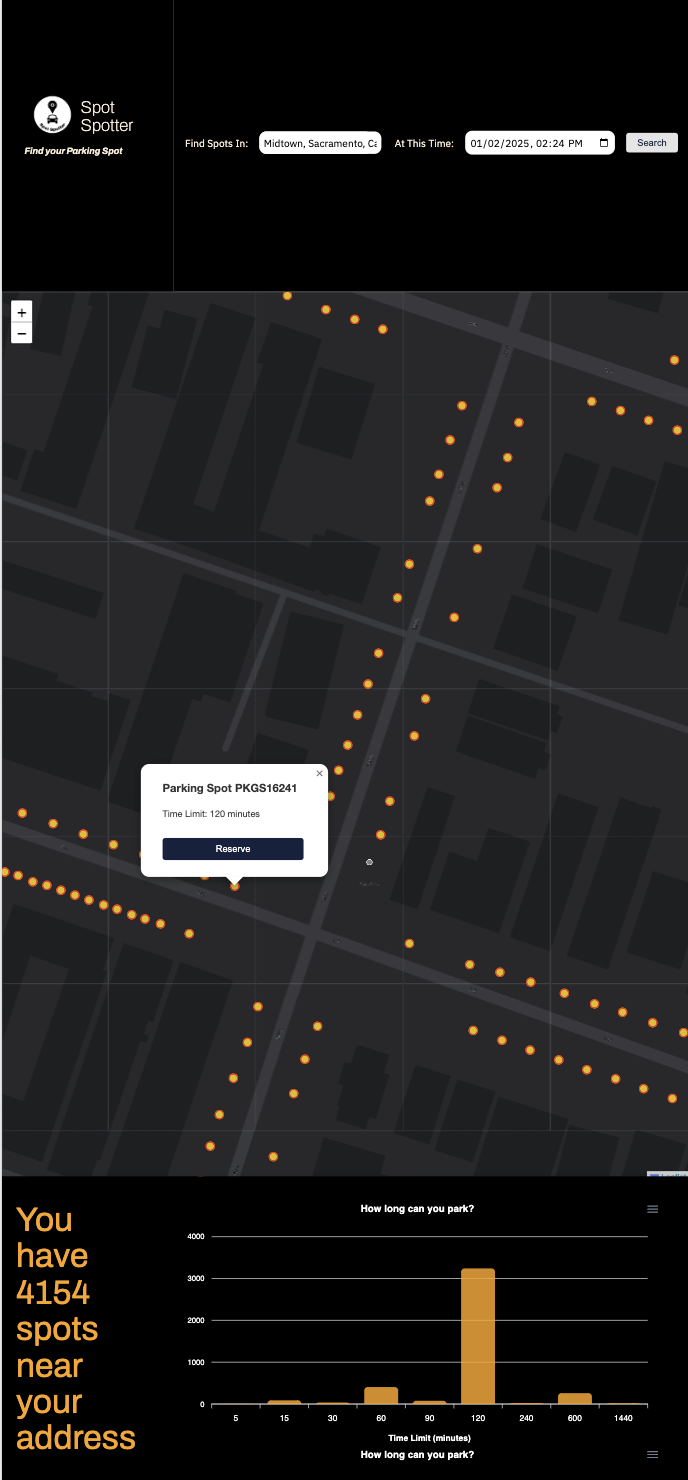 Spot
Spotter
Find your Parking Spot
Find Spots In:
Midtown, Sacramento, Ca
At This Time:
01/02/2025, 02:24 PM
Search
+
−
Parking Spot PKGS16241
×
Time Limit: 120 minutes
Reserve
You
have
4154
spots
near
your
address
How long can you park?
4000
3000
2000
1000
0
5 15 30 60 90 120 240 600 1440
Time Limit (minutes)
How long can you park?